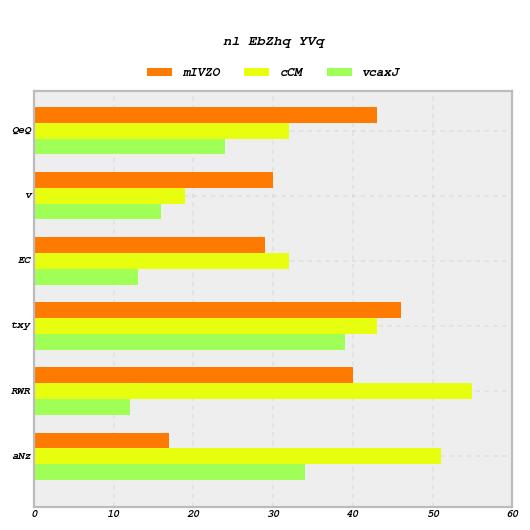 nl EbZhq YVq
mIVZO cCM vcaxJ
QeQ
v
EC
txy
RWR
aNz
0 10 20 30 40 50 60